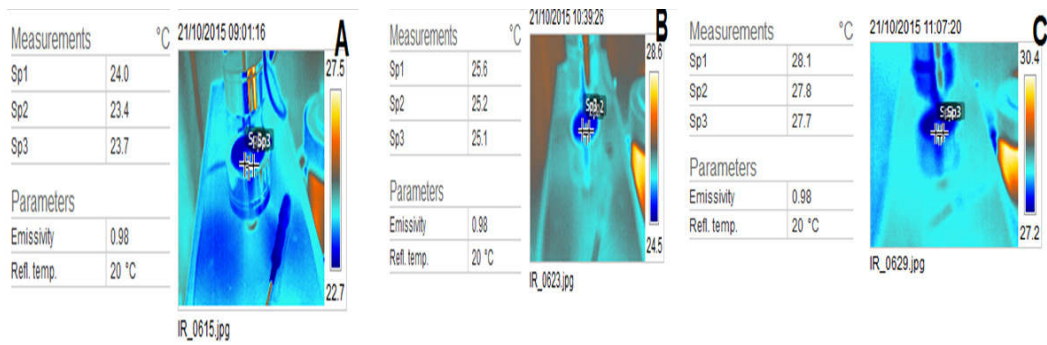 Measurements °C
Sp1 24.0
Sp2 23.4
Sp3 23.7
Parameters
Emissivity 0.98
Refl. temp. 20 °C
21/10/2015 09:01:16
A
27.5
Sp3
22.7
IR_0615.jpg
Measurements °C
Sp1 25.6
Sp2 25.2
Sp3 25.1
Parameters
Emissivity 0.98
Refl. temp. 20 °C
21/10/2015 10:39:26
B
28.6
24.5
IR_0623.jpg
Measurements °C
Sp1 28.1
Sp2 27.8
Sp3 27.7
Parameters
Emissivity 0.98
Refl. temp. 20 °C
21/10/2015 11:07:20
C
30.4
Sp3
27.2
IR_0629.jpg